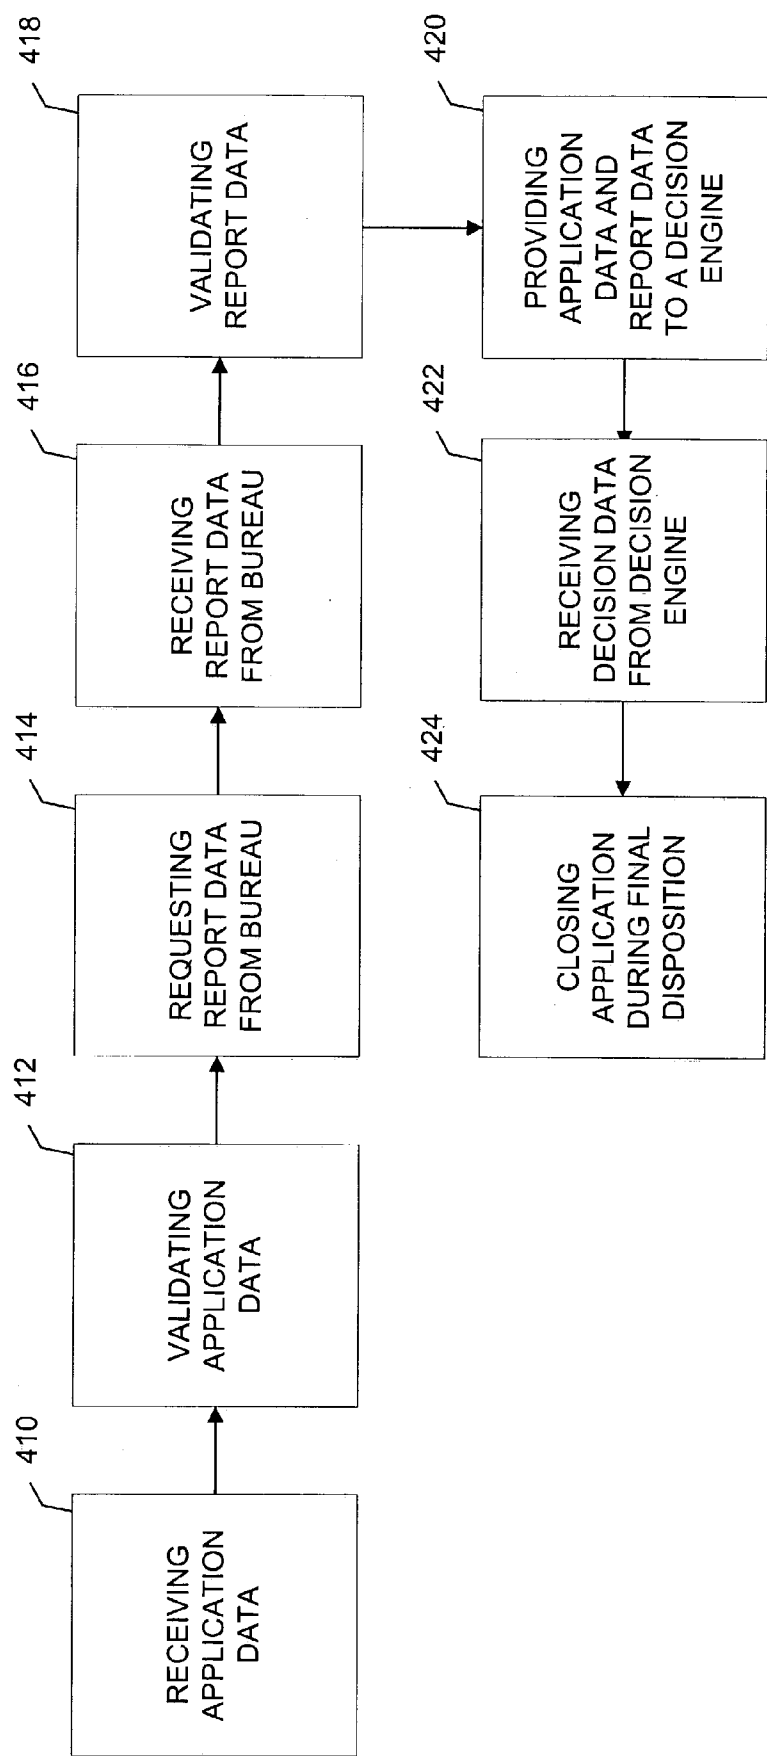 410
RECEIVING
APPLICATION
DATA
412
VALIDATING
APPLICATION
DATA
414
REQUESTING
REPORT DATA
FROM BUREAU
416
RECEIVING
REPORT DATA
FROM BUREAU
418
VALIDATING
REPORT DATA
420
PROVIDING
APPLICATION
DATA AND
REPORT DATA
TO A DECISION
ENGINE
422
RECEIVING
DECISION DATA
FROM DECISION
ENGINE
424
CLOSING
APPLICATION
DURING FINAL
DISPOSITION